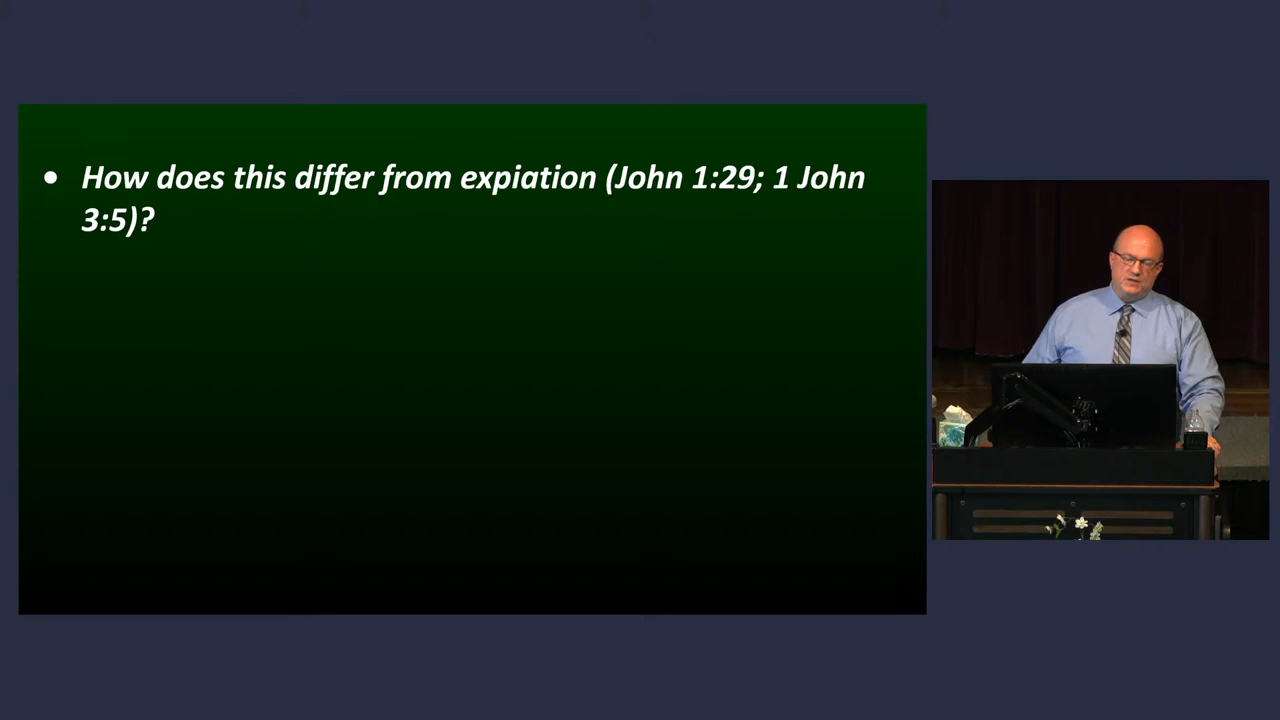 • How does this differ from expiation (John 1:29; 1 John
3:5)?